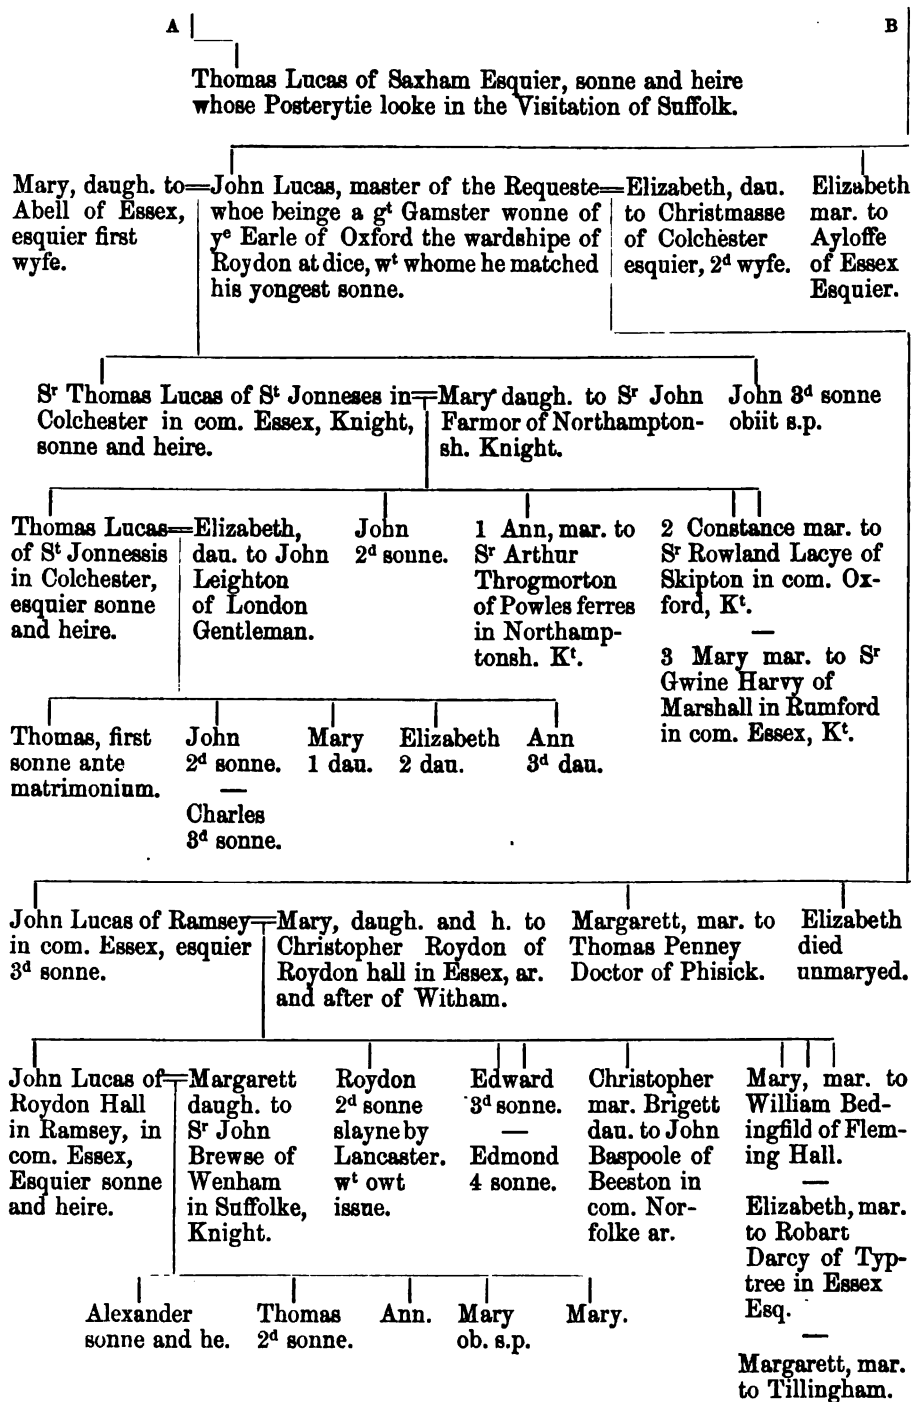 A
B
Thomas Lucas of Saxham Esquier, sonne and heire
whose Posterytie looke in the Visitation of Suffolk.
Mary, daugh. to
Abell of Essex,
esquier first
wyfe.
John Lucas, master of the Requeste
whoe beinge a gᵗ Gamster wonne of
yᵉ Earle of Oxford the wardshipe of
Roydon at dice, wᵗ whome he matched
his yongest sonne.
Elizabeth, dau.
to Christmasse
of Colchester
esquier, 2ᵈ wyfe.
Elizabeth
mar. to
Ayloffe
of Essex
Esquier.
Sʳ Thomas Lucas of Sᵗ Jonneses in
Colchester in com. Essex, Knight,
sonne and heire.
Mary daugh. to Sʳ John
Farmor of Northampton-
sh. Knight.
John 3ᵈ sonne
obiit s.p.
Thomas Lucas
of Sᵗ Jonnessis
in Colchester,
esquier sonne
and heire.
Elizabeth,
dau. to John
Leighton
of London
Gentleman.
John
2ᵈ sonne.
1 Ann, mar. to
Sʳ Arthur
Throgmorton
of Powles ferres
in Northamp-
tonsh. Kᵗ.
2 Constance mar. to
Sʳ Rowland Lacye of
Skipton in com. Ox-
ford, Kᵗ.
—
3 Mary mar. to Sʳ
Gwine Harvy of
Marshall in Rumford
in com. Essex, Kᵗ.
Thomas, first
sonne ante
matrimonium.
John
2ᵈ sonne.
—
Charles
3ᵈ sonne.
Mary
1 dau.
Elizabeth
2 dau.
Ann
3ᵈ dau.
John Lucas of Ramsey
in com. Essex, esquier
3ᵈ sonne.
Mary, daugh. and h. to
Christopher Roydon of
Roydon hall in Essex, ar.
and after of Witham.
Margarett, mar. to
Thomas Penney
Doctor of Phisick.
Elizabeth
died
unmaryed.
John Lucas of
Roydon Hall
in Ramsey, in
com. Essex,
Esquier sonne
and heire.
Margarett
daugh. to
Sʳ John
Brewse of
Wenham
in Suffolke,
Knight.
Roydon
2ᵈ sonne
slayne by
Lancaster.
wᵗ owt
issue.
Edward
3ᵈ sonne.
—
Edmond
4 sonne.
Christopher
mar. Brigett
dau. to John
Baspoole of
Beeston in
com. Nor-
folke ar.
Mary, mar. to
William Bed-
ingfild of Flem-
ing Hall.
—
Elizabeth, mar.
to Robart
Darcy of Typ-
tree in Essex
Esq.
—
Margarett, mar.
to Tillingham.
Alexander
sonne and he.
Thomas
2ᵈ sonne.
Ann.
Mary
ob. s.p.
Mary.